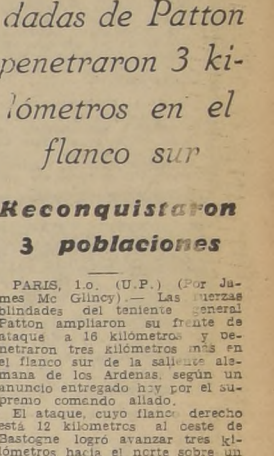 dadas de Patton
penetraron 3 ki-
lómetros en el
flanco sur
Reconquistaron
3 poblaciones
PARIS, 1.o. (U.P.) (Por Ja-
mes Mc Glincy).— Las fuerzas
blindades del teniente general
Patton ampliaron su frente de
ataque a 16 kilómetros y pe-
netraron tres kilómetros más en
el flanco sur de la saliente ale-
mana de los Ardenas, según un
anuncio entregado hoy por el su-
premo comando aliado.
El ataque, cuyo flanco derecho
está 12 kilometros al oeste de
Bastogne logró avanzar tres ki-
lómetros hacia el norte sobre un